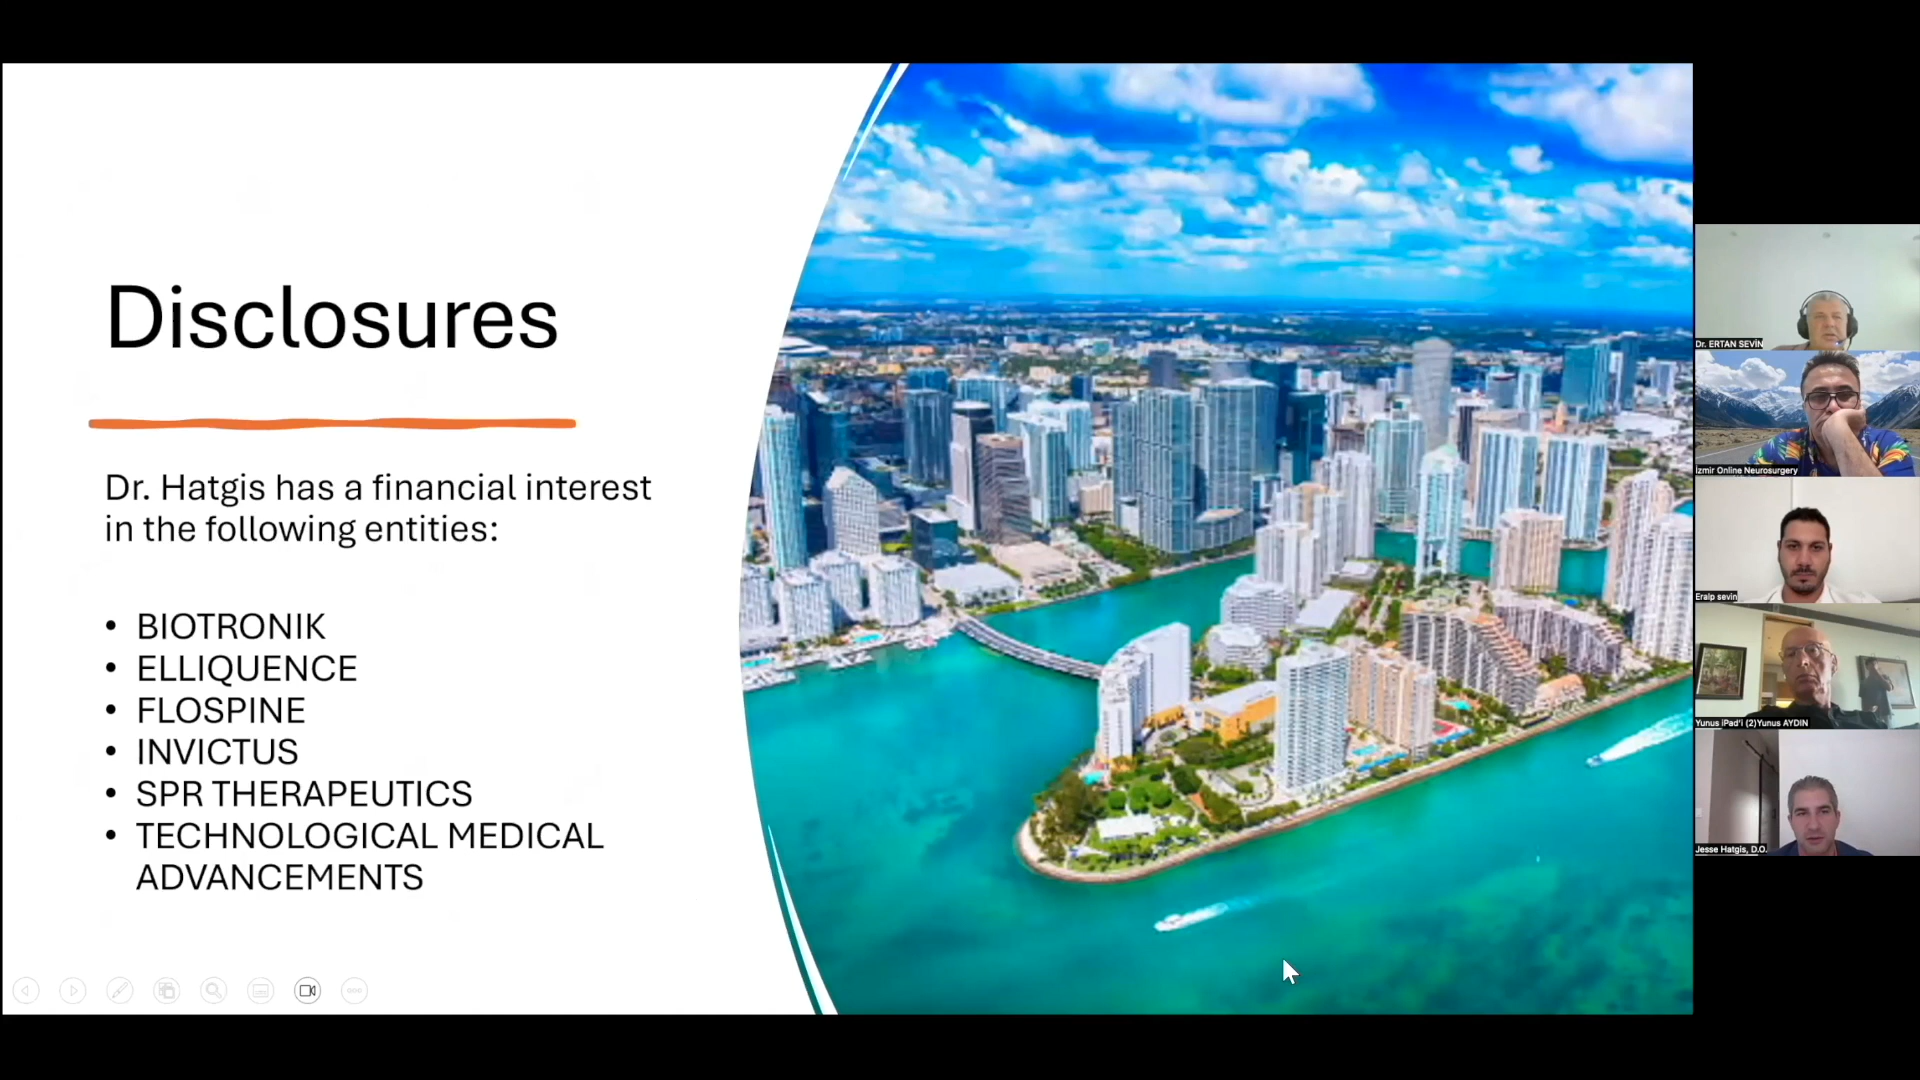 Disclosures
Dr. Hatgis has a financial interest
in the following entities:
• BIOTRONIK
• ELLIQUENCE
• FLOSPINE
• INVICTUS
• SPR THERAPEUTICS
• TECHNOLOGICAL MEDICAL
ADVANCEMENTS
Dr. ERTAN SEVİN
İzmir Online Neurosurgery
Eralp sevin
Yunus iPad'i (2)Yunus AYDIN
Jesse Hatgis, D.O.